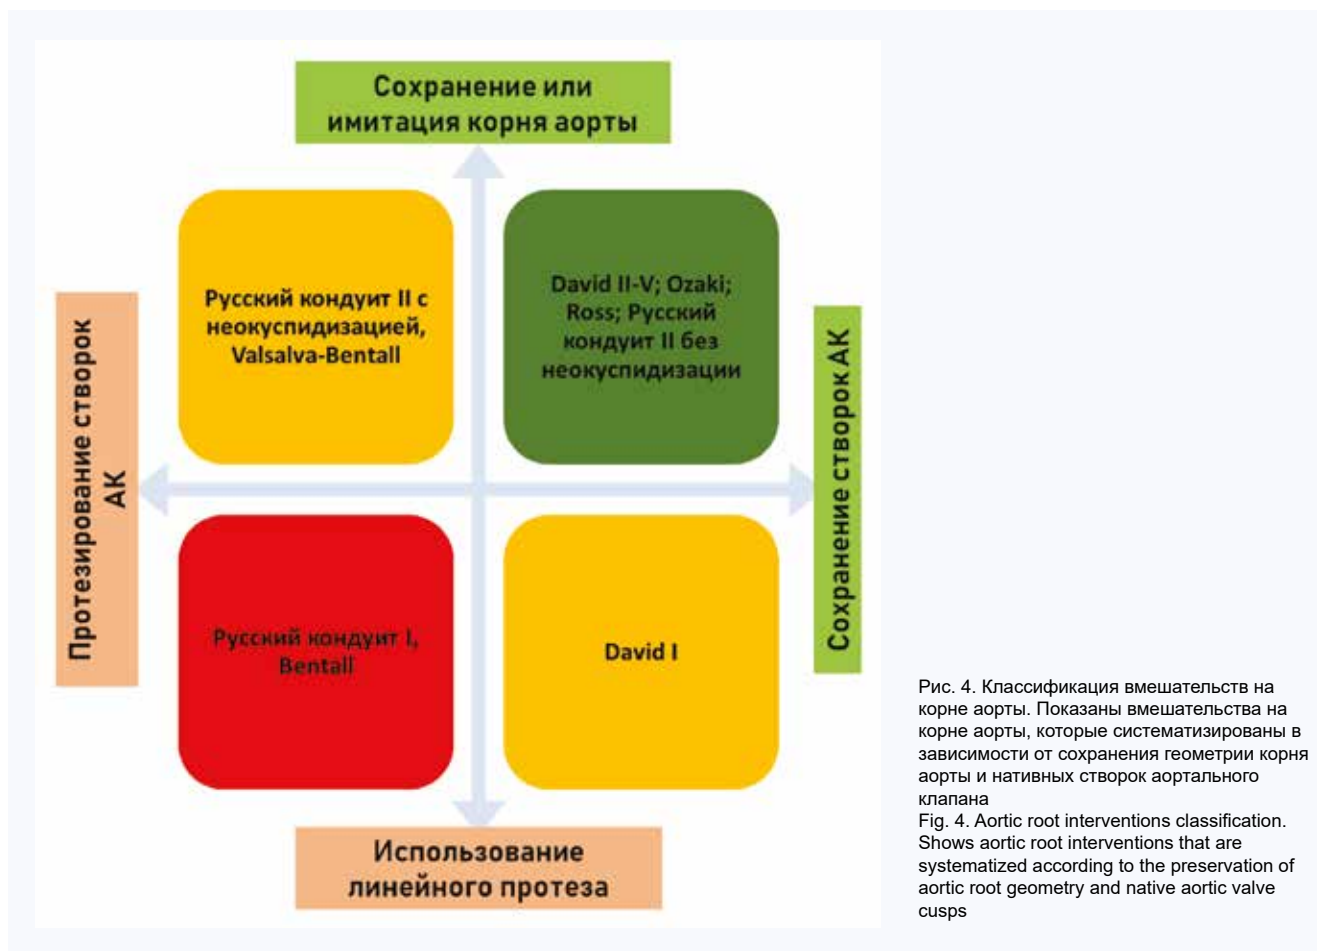 Сохранение или
имитация корня аорты
Русский кондуит II с
неокуспидизацией,
Valsalva-Bentall
David II-V; Ozaki;
Ross; Русский
кондуит II без
неокуспидизации
Протезирование створок
АК
Сохранение створок АК
Русский кондуит I,
Bentall
David I
Использование
линейного протеза
Рис. 4. Классификация вмешательств на
корне аорты. Показаны вмешательства на
корне аорты, которые систематизированы в
зависимости от сохранения геометрии корня
аорты и нативных створок аортального
клапана
Fig. 4. Aortic root interventions classification.
Shows aortic root interventions that are
systematized according to the preservation of
aortic root geometry and native aortic valve
cusps